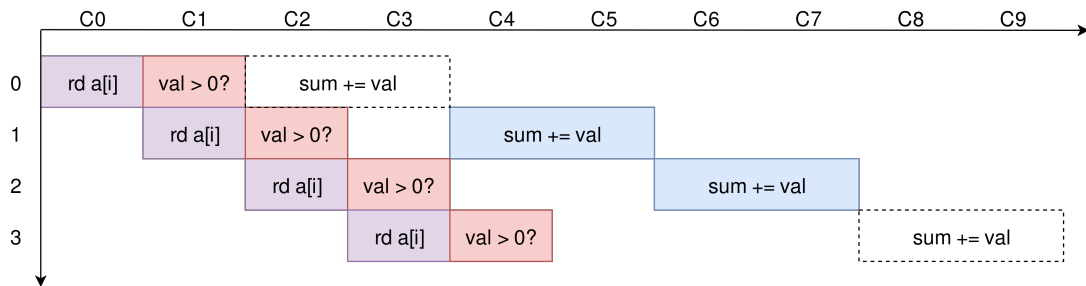 C0 C1 C2 C3 C4 C5 C6 C7 C8 C9
0 rd a[i] val > 0? sum += val
1 rd a[i] val > 0? sum += val
2 rd a[i] val > 0? sum += val
3 rd a[i] val > 0? sum += val